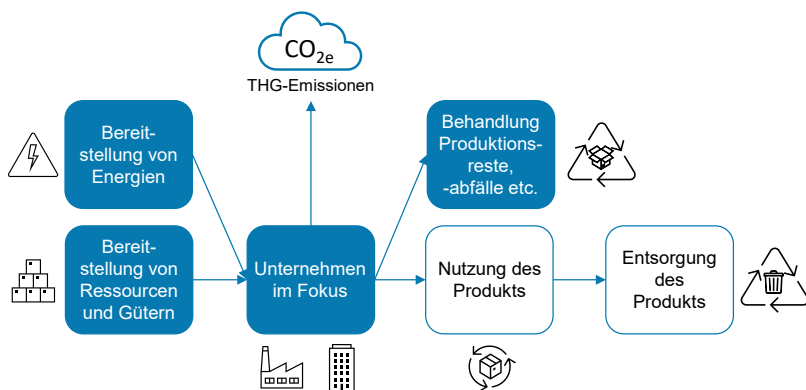 CO2e
THG-Emissionen
Bereit-
stellung von
Energien
Behandlung
Produktions-
reste,
-abfälle etc.
Bereit-
stellung von
Ressourcen
und Gütern
Unternehmen
im Fokus
Nutzung des
Produkts
Entsorgung
des
Produkts